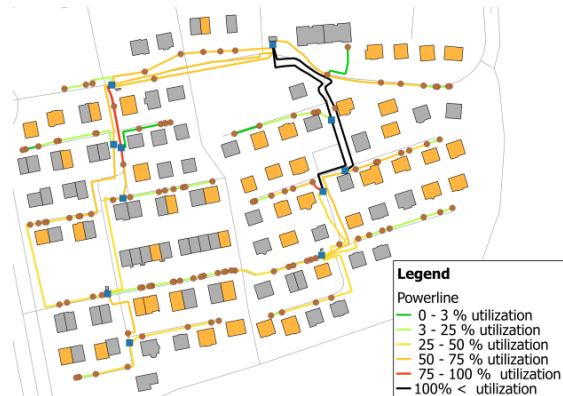 Legend
Powerline
0 - 3 % utilization
3 - 25 % utilization
25 - 50 % utilization
50 - 75 % utilization
75 - 100 % utilization
100% < utilization